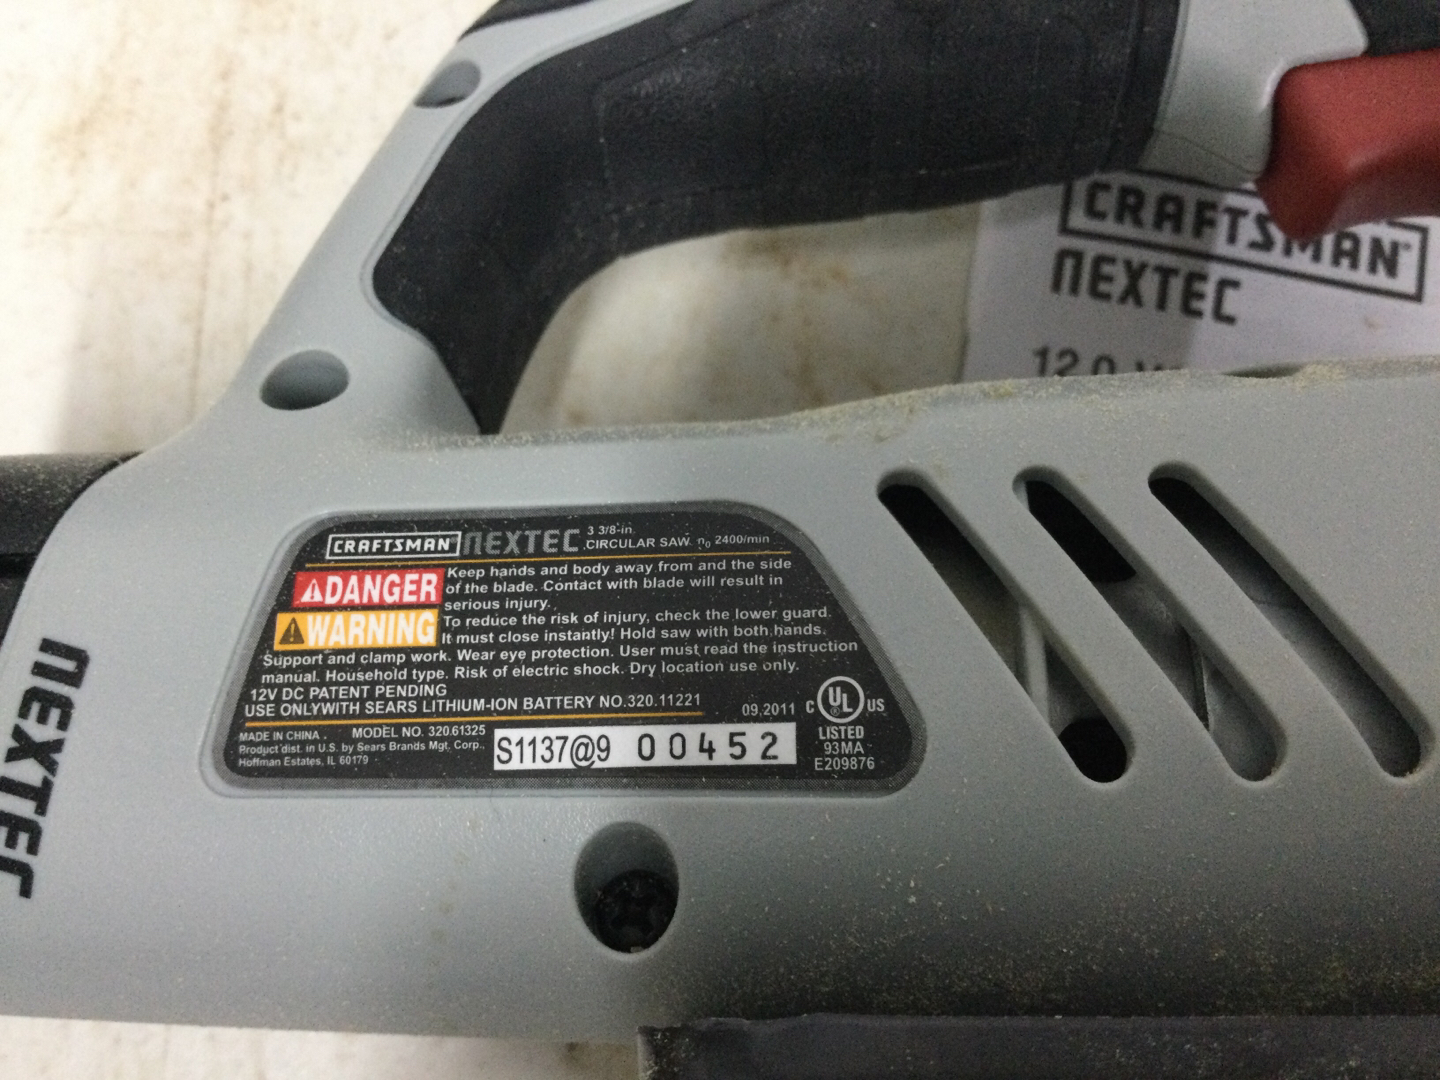 CRAFTSMAN
NEXTEC
12.0
CRAFTSMAN NEXTEC 3 3/8-in.
CIRCULAR SAW n₀ 2400/min
DANGER Keep hands and body away from and the side
of the blade. Contact with blade will result in
serious injury.
WARNING To reduce the risk of injury, check the lower guard.
It must close instantly! Hold saw with both hands.
Support and clamp work. Wear eye protection. User must read the instruction
manual. Household type. Risk of electric shock. Dry location use only.
12V DC PATENT PENDING
USE ONLYWITH SEARS LITHIUM-ION BATTERY NO.320.11221
09.2011
C UL US
LISTED
93MA
E209876
MADE IN CHINA . MODEL NO. 320.61325
Product dist. in U.S. by Sears Brands Mgt. Corp.,
Hoffman Estates, IL 60179
S1137@9 00452
NEXTEC